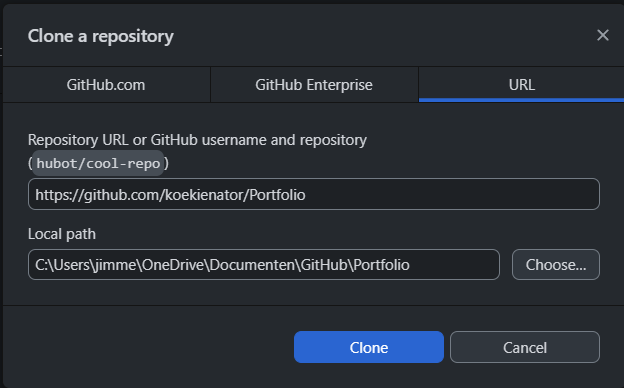 Clone a repository
GitHub.com
GitHub Enterprise
URL
Repository URL or GitHub username and repository
(hubot/cool-repo)
https://github.com/koekienator/Portfolio
Local path
C:\Users\jimme\OneDrive\Documenten\GitHub\Portfolio
Choose...
Clone
Cancel